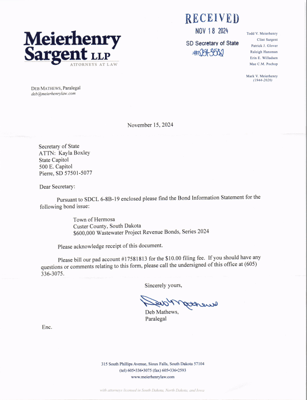 Meierhenry
Sargent LLP
ATTORNEYS AT LAW
RECEIVED
NOV 18 2024
SD Secretary of State
Todd V. Meierhenry
Clint Sargent
Patrick J. Glover
Raleigh Hansman
Erin E. Willadsen
Mark V. Meierhenry
(1944-2020)
DEB MATHEWS, Paralegal
deb@meierhenrylaw.com
November 15, 2024
Secretary of State
ATTN: Kayla Boxley
State Capitol
500 E Capitol
Pierre, SD 57501-5077
Dear Secretary:
Pursuant to SDCL 6-8B-19 enclosed please find the Bond Information Statement for the
following bond issue:
Town of Hermosa
Custer County, South Dakota
$600,000 Wastewater Project Revenue Bonds, Series 2024
Please acknowledge receipt of this document.
Please bill our pad account #17581813 for the $10.00 filing fee. If you should have any
questions or comments relating to this form, please call the undersigned of this office at (605)
336-3075.
Sincerely yours,
Deb Mathews
Deb Mathews,
Paralegal
Enc.
315 South Phillips Avenue, Sioux Falls, South Dakota 57104
(tel) 605•336-3075 (fax) 605•336-2593
www.meierhenrylaw.com